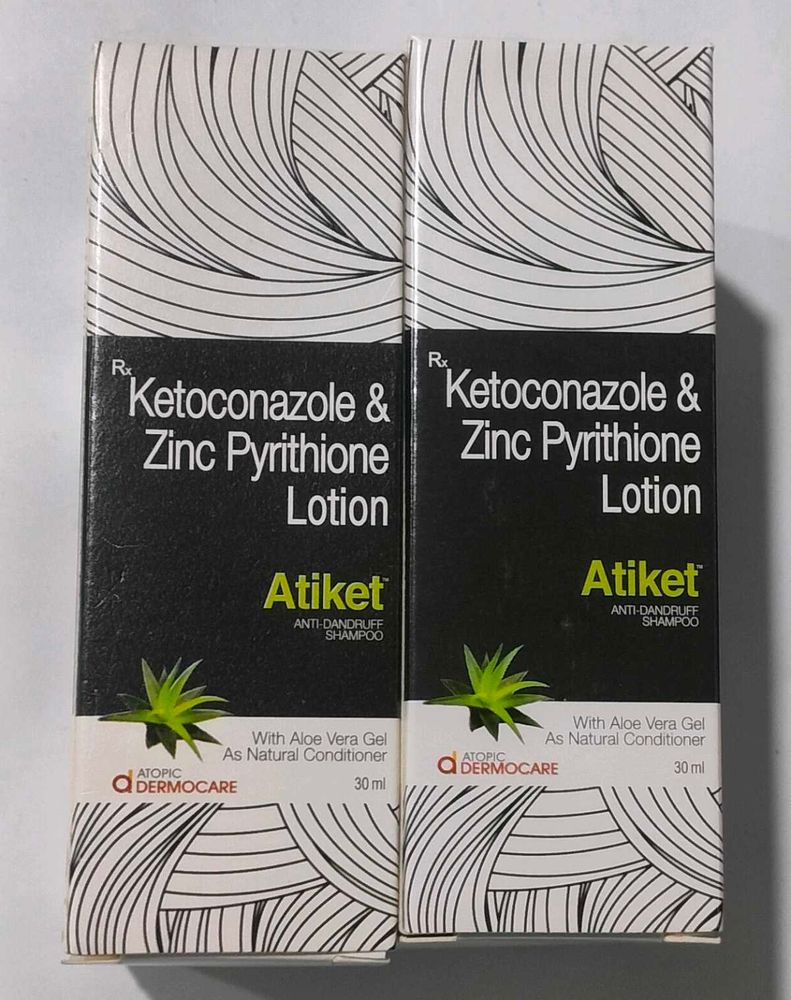 Rx
Ketoconazole &
Zinc Pyrithione
Lotion
Atiket™
ANTI-DANDRUFF
SHAMPOO
With Aloe Vera Gel
As Natural Conditioner
ATOPIC
DERMOCARE
30 ml
Rx
Ketoconazole &
Zinc Pyrithione
Lotion
Atiket™
ANTI-DANDRUFF
SHAMPOO
With Aloe Vera Gel
As Natural Conditioner
ATOPIC
DERMOCARE
30 ml